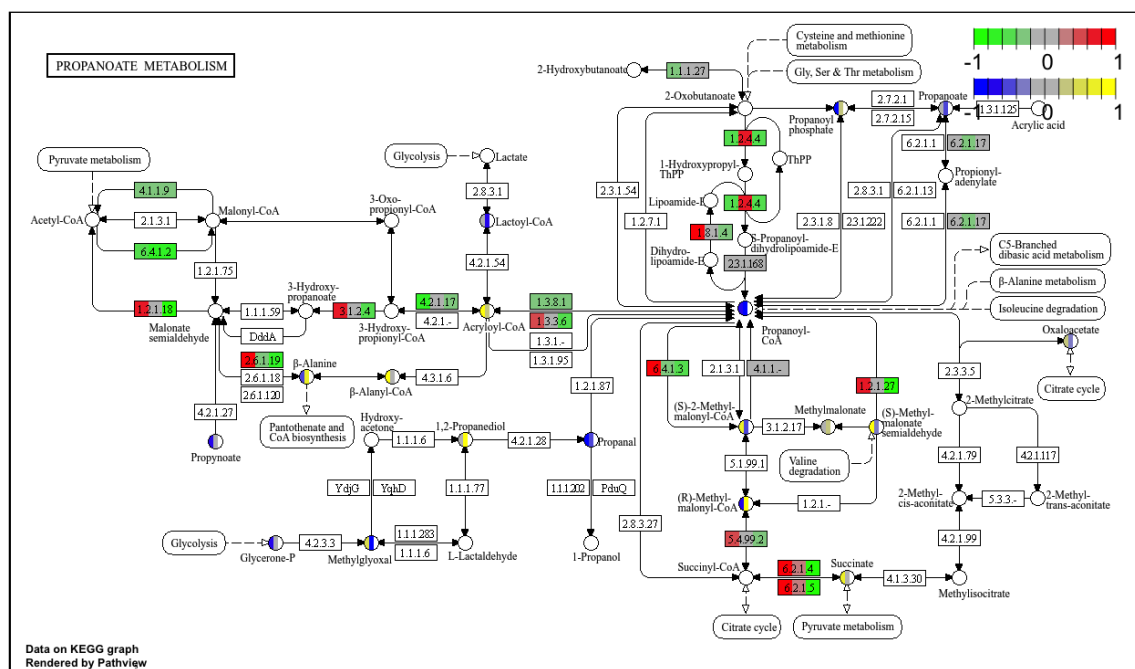 PROPANOATE METABOLISM
Cysteine and methionine
metabolism
-1 0 1
-1 0 1
2-Hydroxybutanoate
1.1.1.27
Gly, Ser & Thr metabolism
2-Oxobutanoate
Propanoyl
phosphate
2.7.2.1
2.7.2.15
Propanoate
1.3.1.125
Acrylic acid
Pyruvate metabolism
Glycolysis
Lactate
1.2.4.4
ThPP
6.2.1.1
6.2.1.17
4.1.1.9
2.8.3.1
1-Hydroxypropyl-
ThPP
2.3.1.54
2.8.3.1
6.2.1.13
Propionyl-
adenylate
Acetyl-CoA
2.1.3.1
Malonyl-CoA
3-Oxo-
propionyl-CoA
Lactoyl-CoA
1.2.7.1
Lipoamide-E
1.2.4.4
2.3.1.8
2.3.1.222
6.2.1.1
6.2.1.17
6.4.1.2
1.8.1.4
S-Propanoyl-
dihydrolipoamide-E
Dihydro-
lipoamide-E
2.3.1.168
C5-Branched
dibasic acid metabolism
1.2.1.75
4.2.1.54
β-Alanine metabolism
Isoleucine degradation
3-Hydroxy-
propanoate
1.2.1.18
1.1.1.59
3.1.2.4
4.2.1.17
4.2.1.-
1.3.8.1
1.3.3.6
1.3.1.-
1.3.1.95
Malonate
semialdehyde
DddA
3-Hydroxy-
propionyl-CoA
Acryloyl-CoA
Propanoyl-
CoA
Oxaloacetate
2.6.1.19
2.6.1.18
2.6.1.120
β-Alanine
β-Alanyl-CoA
4.3.1.6
1.2.1.87
6.4.1.3
2.1.3.1
4.1.1.-
1.2.1.27
2.3.3.5
Citrate cycle
4.2.1.27
Pantothenate and
CoA biosynthesis
Hydroxy-
acetone
1.1.1.6
1,2-Propanediol
4.2.1.28
Propanal
(S)-2-Methyl-
malonyl-CoA
3.1.2.17
Methylmalonate
(S)-Methyl-
malonate
semialdehyde
2-Methylcitrate
Propynoate
5.1.99.1
Valine
degradation
4.2.1.79
4.2.1.117
YdjG
YqhD
1.1.1.77
1.1.1.202
PduQ
(R)-Methyl-
malonyl-CoA
1.2.1.-
2-Methyl-
cis-aconitate
5.3.3.-
2-Methyl-
trans-aconitate
2.8.3.27
Glycolysis
4.2.3.3
1.1.1.283
1.1.1.6
5.4.99.2
4.2.1.99
Glycerone-P
Methylglyoxal
L-Lactaldehyde
1-Propanol
Succinyl-CoA
6.2.1.4
6.2.1.5
Succinate
4.1.3.30
Methylisocitrate
Citrate cycle
Pyruvate metabolism
Data on KEGG graph
Rendered by Pathview